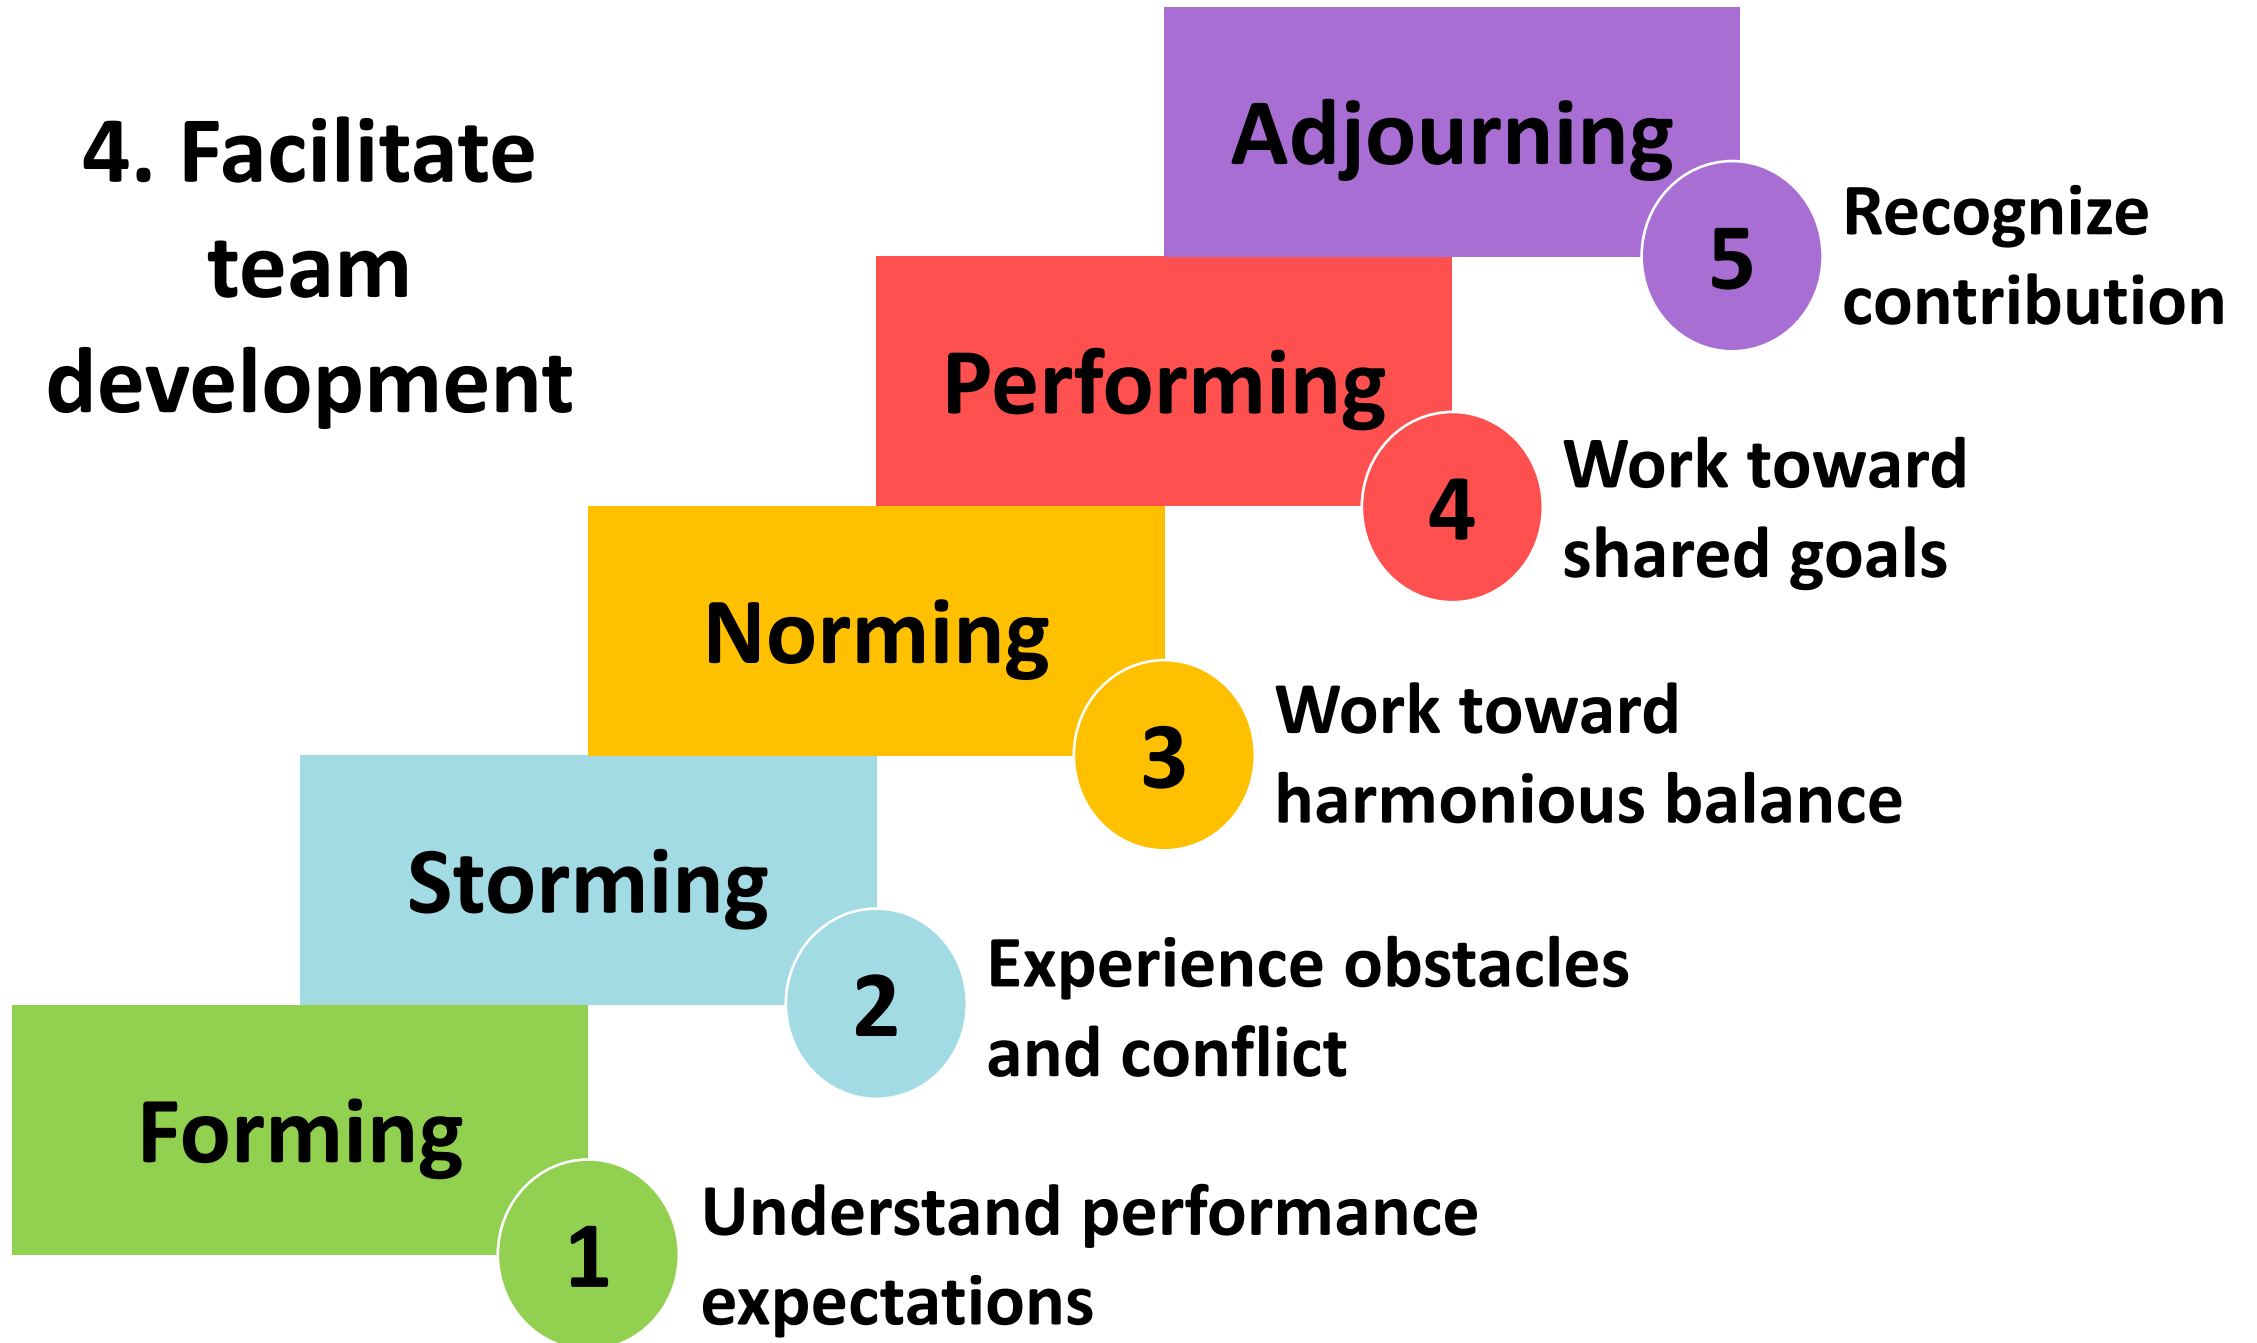 4. Facilitate
team
development
Adjourning
5
Recognize
contribution
Performing
4
Work toward
shared goals
Norming
3
Work toward
harmonious balance
Storming
2
Experience obstacles
and conflict
Forming
1
Understand performance
expectations